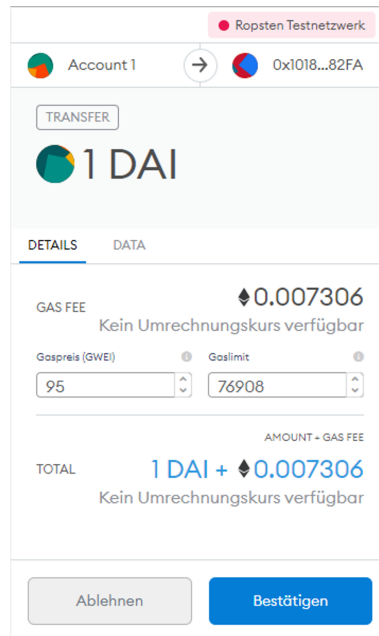 Ropsten Testnetzwerk
Account 1 → 0x1018...82FA
TRANSFER
1 DAI
DETAILS DATA
GAS FEE 0.007306
Kein Umrechnungskurs verfügbar
Gaspreis (GWEI) Gaslimit
95 76908
AMOUNT + GAS FEE
TOTAL 1 DAI + 0.007306
Kein Umrechnungskurs verfügbar
Ablehnen Bestätigen